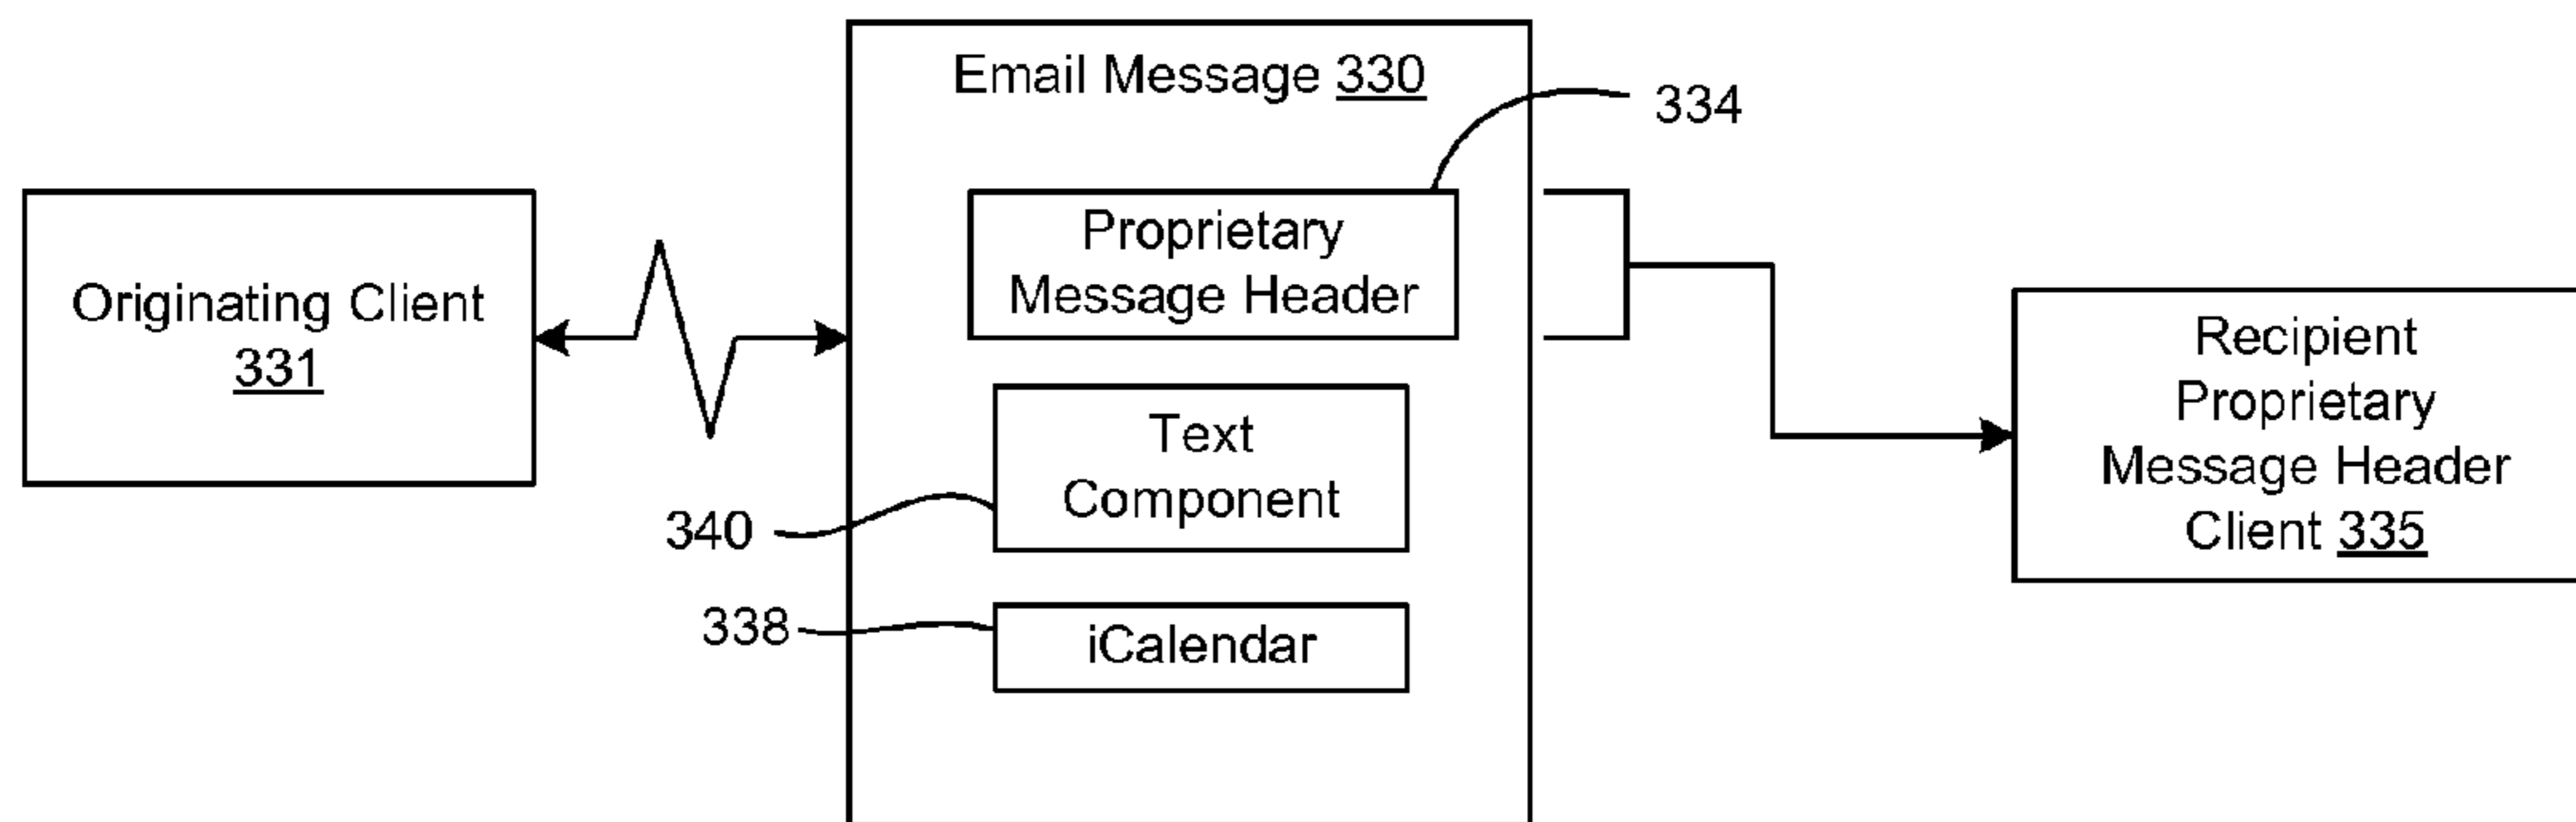 Email Message 330
334
Proprietary
Message Header
Originating Client
331
Text
Component
340
338
iCalendar
Recipient
Proprietary
Message Header
Client 335